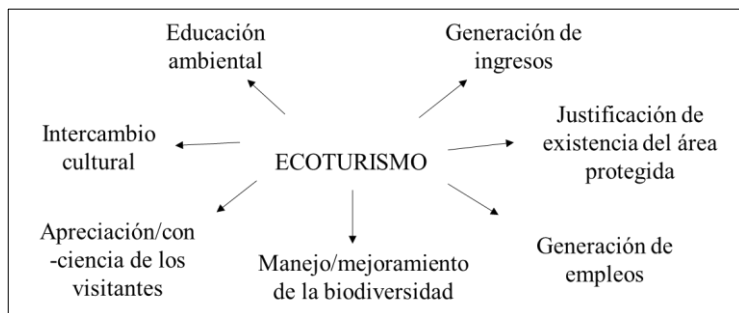 Educación
ambiental
Generación de
ingresos
Intercambio
cultural
ECOTURISMO
Justificación de
existencia del área
protegida
Apreciación/con
-ciencia de los
visitantes
Manejo/mejoramiento
de la biodiversidad
Generación de
empleos